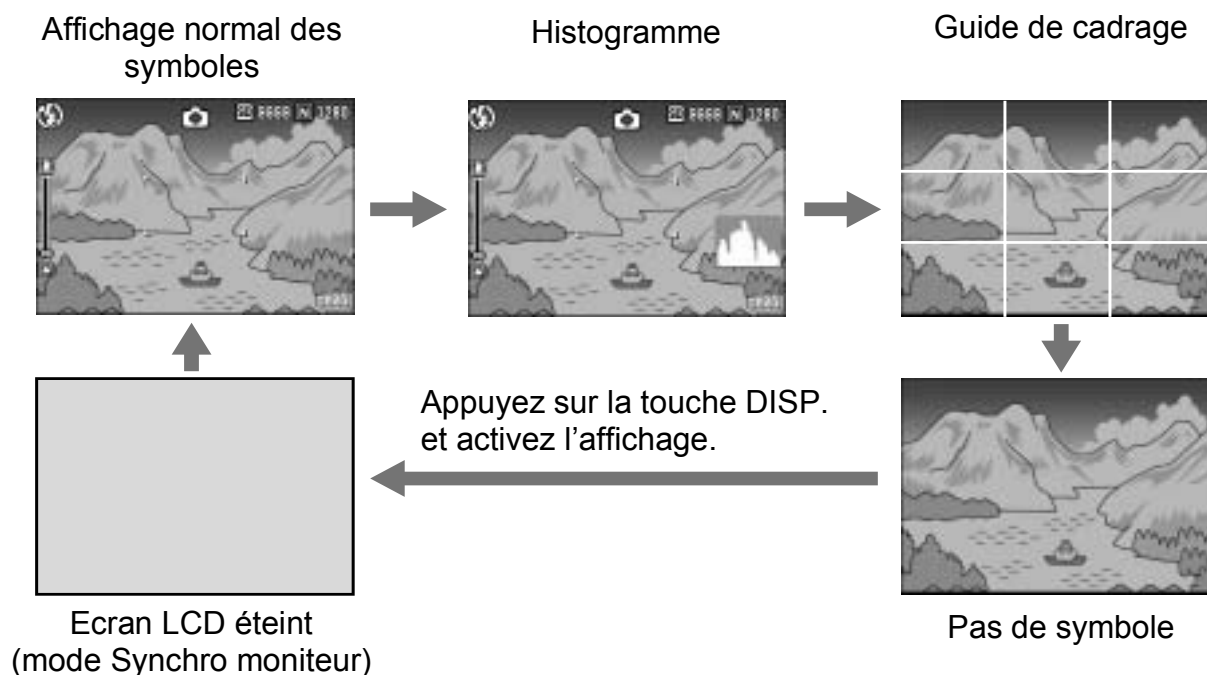 Affichage normal des
symboles
Histogramme
Guide de cadrage
Appuyez sur la touche DISP.
et activez l’affichage.
Ecran LCD éteint
(mode Synchro moniteur)
Pas de symbole